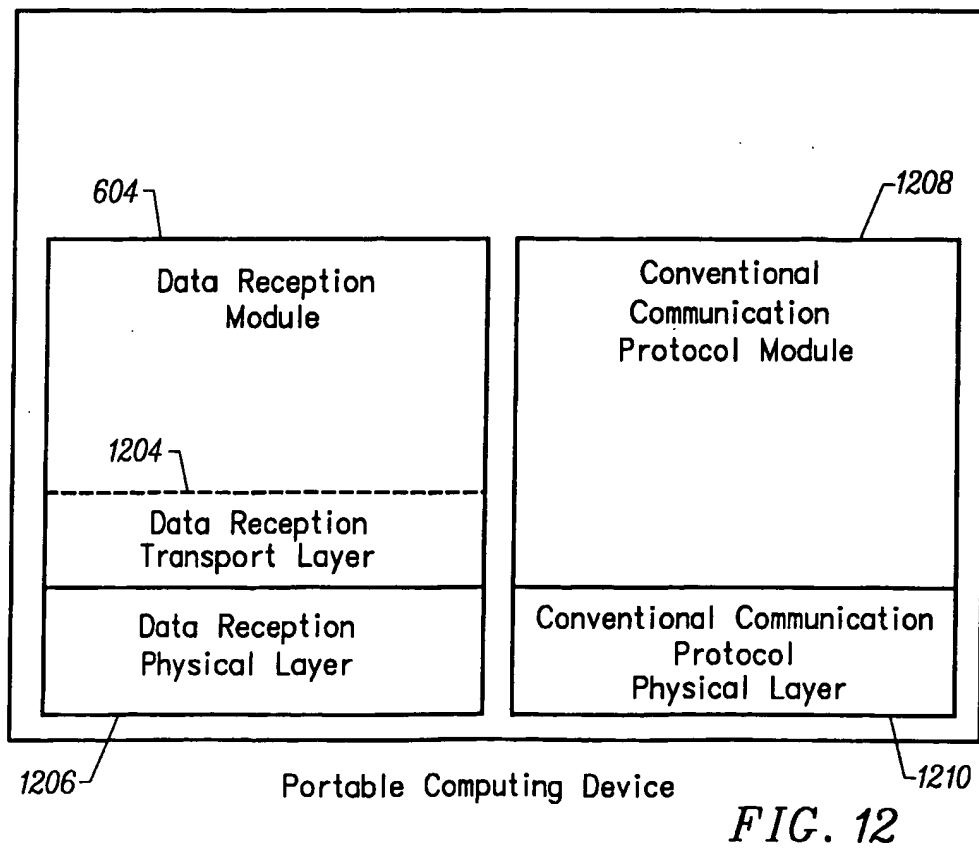 604
1208
Data Reception
Module
Conventional
Communication
Protocol Module
1204
Data Reception
Transport Layer
Data Reception
Physical Layer
Conventional Communication
Protocol
Physical Layer
1206
Portable Computing Device
1210
FIG. 12